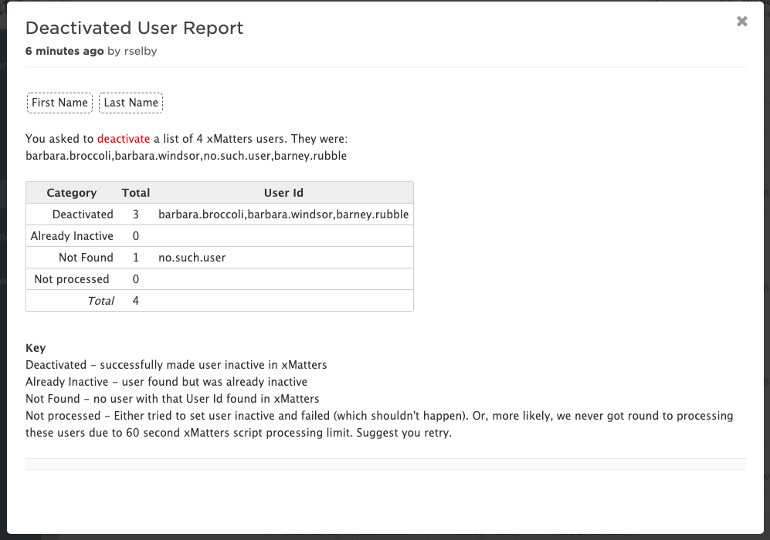 Deactivated User Report
6 minutes ago by rselby
First Name Last Name
You asked to deactivate a list of 4 xMatters users. They were:
barbara.broccoli,barbara.windsor,no.such.user,barney.rubble
Category Total User Id
Deactivated 3 barbara.broccoli,barbara.windsor,barney.rubble
Already Inactive 0
Not Found 1 no.such.user
Not processed 0
Total 4
Key
Deactivated – successfully made user inactive in xMatters
Already Inactive – user found but was already inactive
Not Found – no user with that User Id found in xMatters
Not processed – Either tried to set user inactive and failed (which shouldn't happen). Or, more likely, we never got round to processing
these users due to 60 second xMatters script processing limit. Suggest you retry.